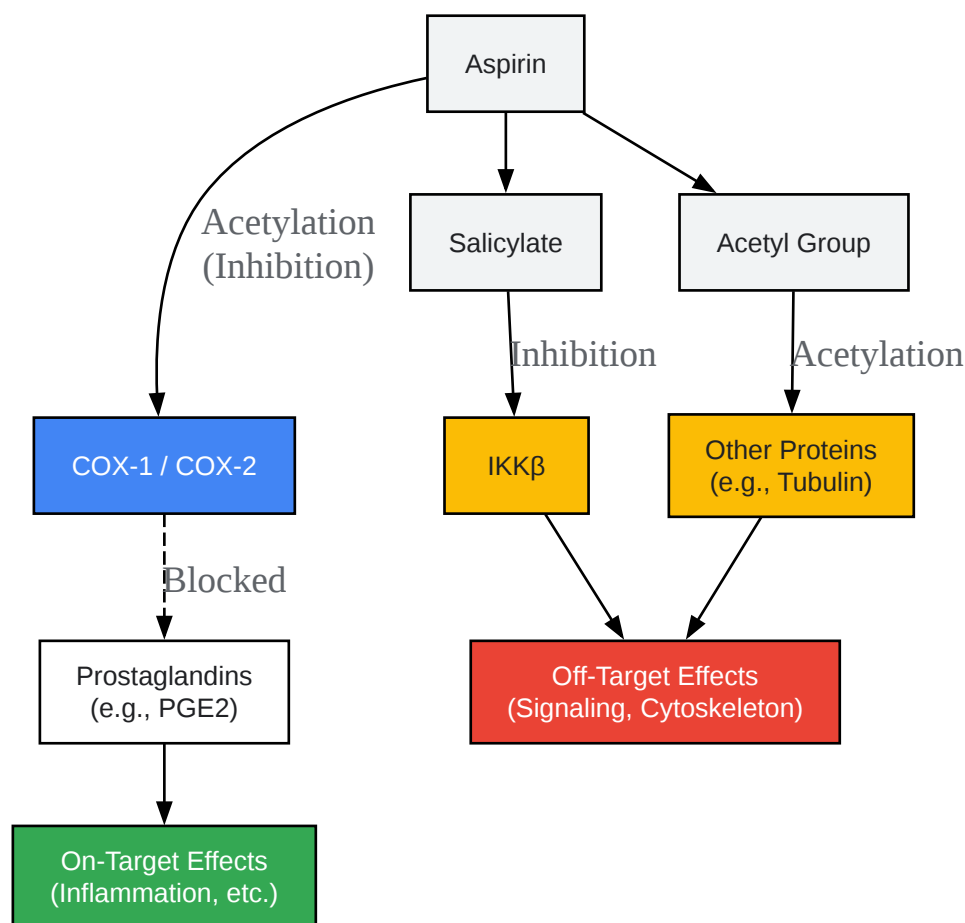 Aspirin
Acetylation
(Inhibition)
Salicylate
Acetyl Group
Inhibition
Acetylation
COX-1 / COX-2
IKKβ
Other Proteins
(e.g., Tubulin)
Blocked
Prostaglandins
(e.g., PGE2)
Off-Target Effects
(Signaling, Cytoskeleton)
On-Target Effects
(Inflammation, etc.)